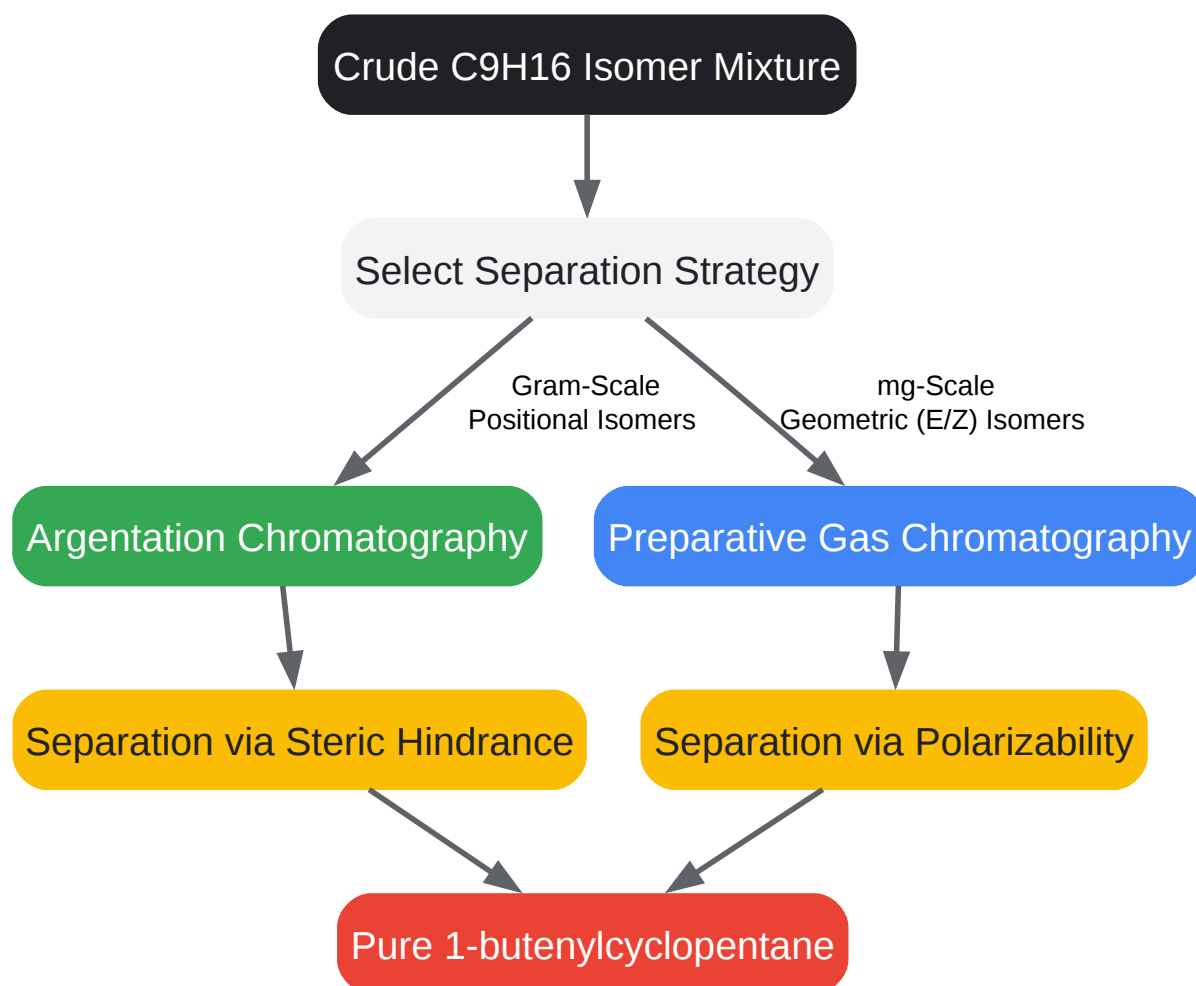 Crude C9H16 Isomer Mixture
Select Separation Strategy
Gram-Scale
Positional Isomers
mg-Scale
Geometric (E/Z) Isomers
Argentation Chromatography
Preparative Gas Chromatography
Separation via Steric Hindrance
Separation via Polarizability
Pure 1-butenylcyclopentane